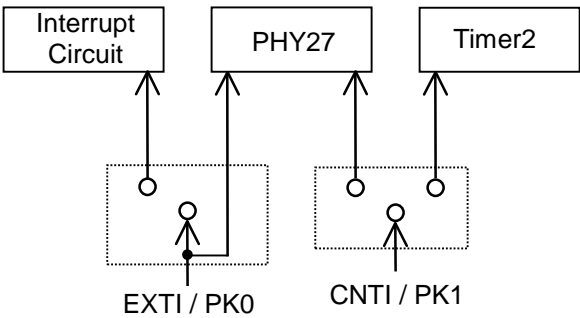 Interrupt
Circuit
PHY27
Timer2
EXTI / PK0
CNTI / PK1